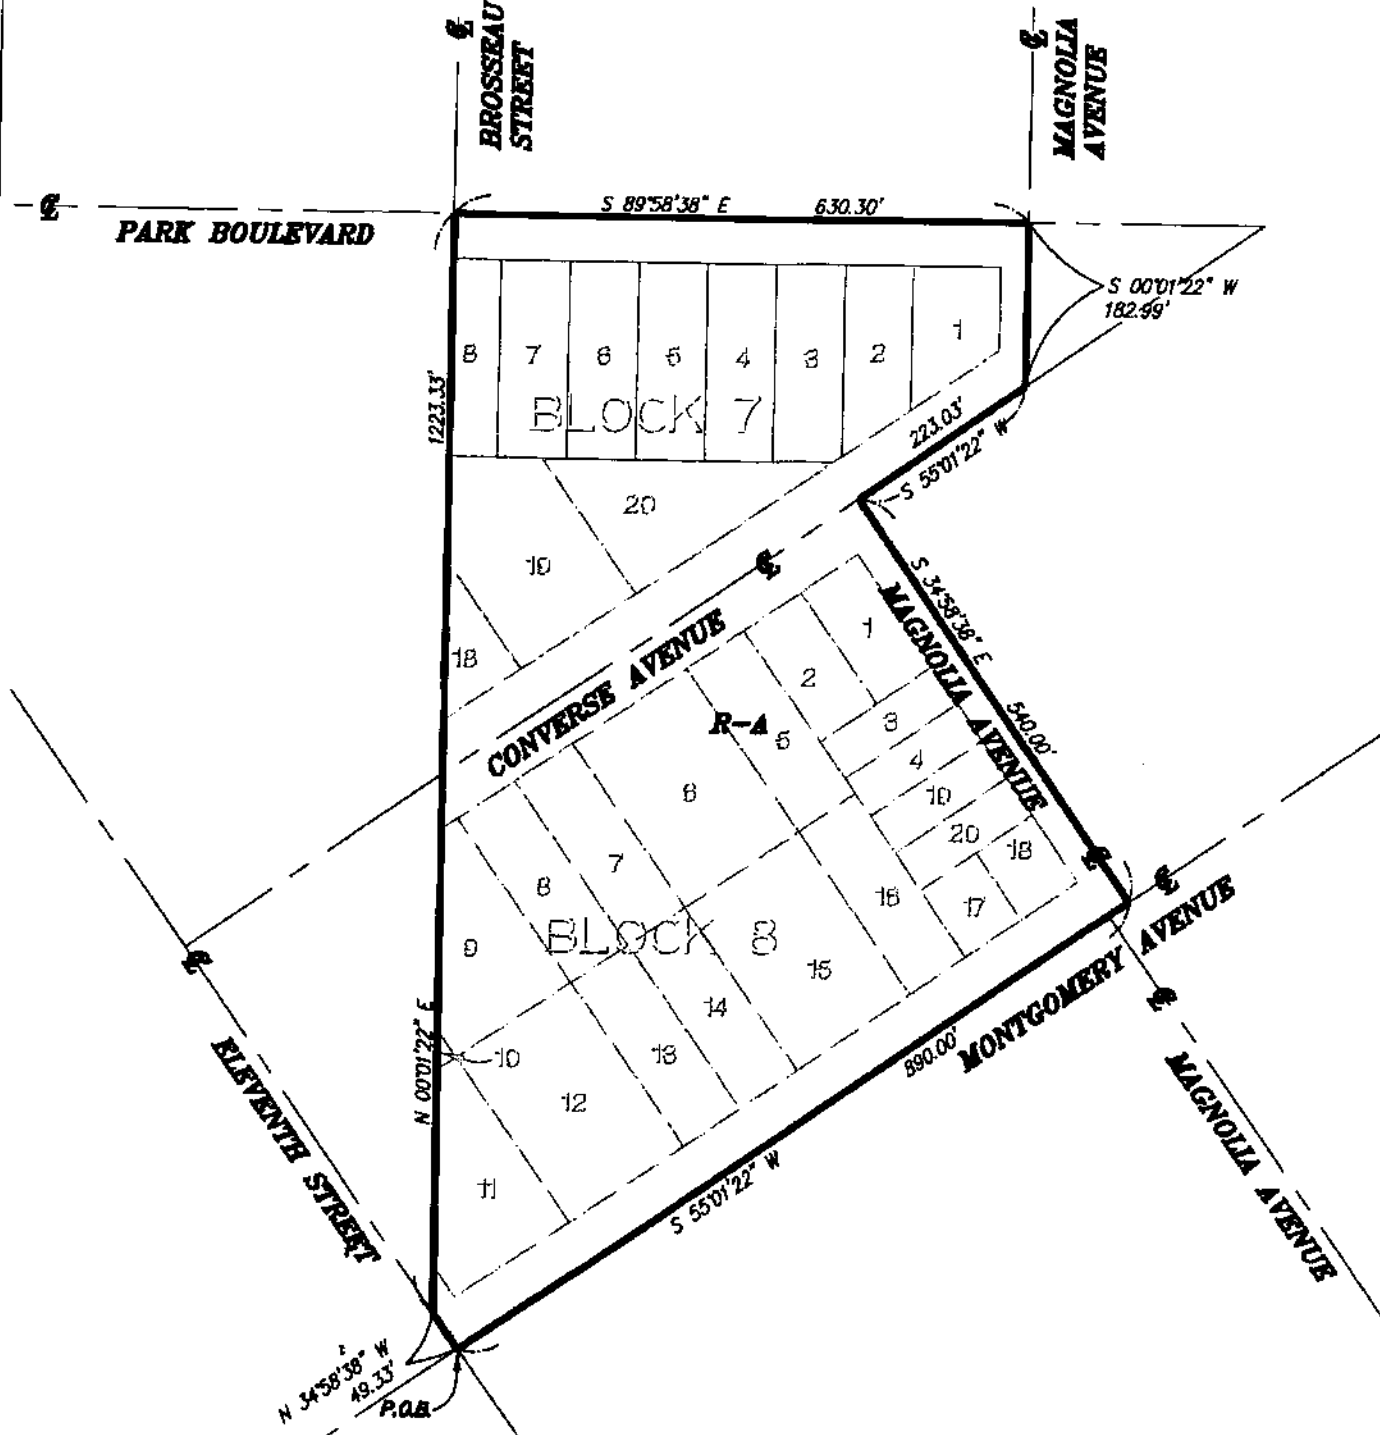 ℄
BROSSEAU
STREET
℄
MAGNOLIA
AVENUE
℄
PARK BOULEVARD
S 89°58'38" E 630.30'
S 00°01'22" W
182.99'
8 7 6 5 4 3 2 1
BLOCK 7
1223.33'
223.03'
S 55°01'22" W
20
19
18
℄
CONVERSE AVENUE
S 34°58'38" E
540.00'
MAGNOLIA AVENUE
1
2
R-A
3
5
4
6
19
20
18
7
8
16
17
℄
℄
MONTGOMERY AVENUE
BLOCK 8
9
15
14
℄
℄
10
13
12
11
N 00°01'22" E
890.00'
S 55°01'22" W
ELEVENTH STREET
MAGNOLIA AVENUE
N 34°58'38" W
49.33'
P.O.B.